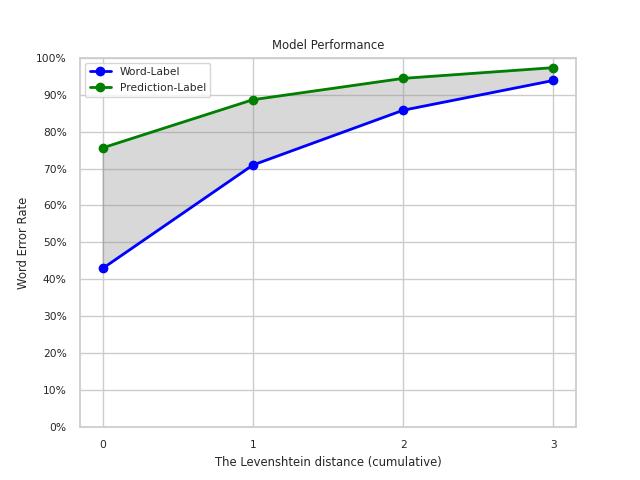 Model Performance
100%
90%
80%
70%
60%
50%
40%
30%
20%
10%
0%
Word Error Rate
Word-Label
Prediction-Label
0 1 2 3
The Levenshtein distance (cumulative)